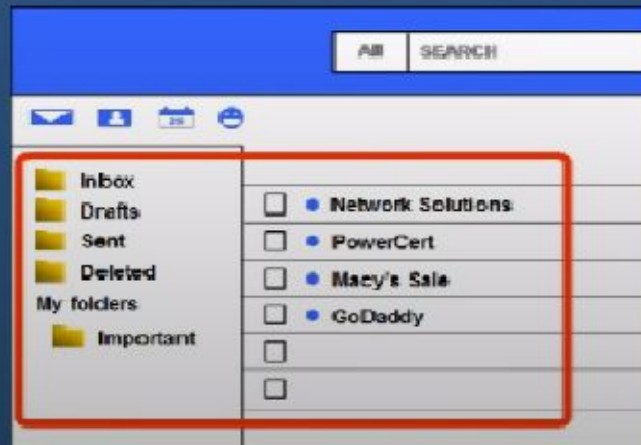 All SEARCH
Inbox
Drafts
Sent
Deleted
My folders
Important
Network Solutions
PowerCert
Macy's Sale
GoDaddy